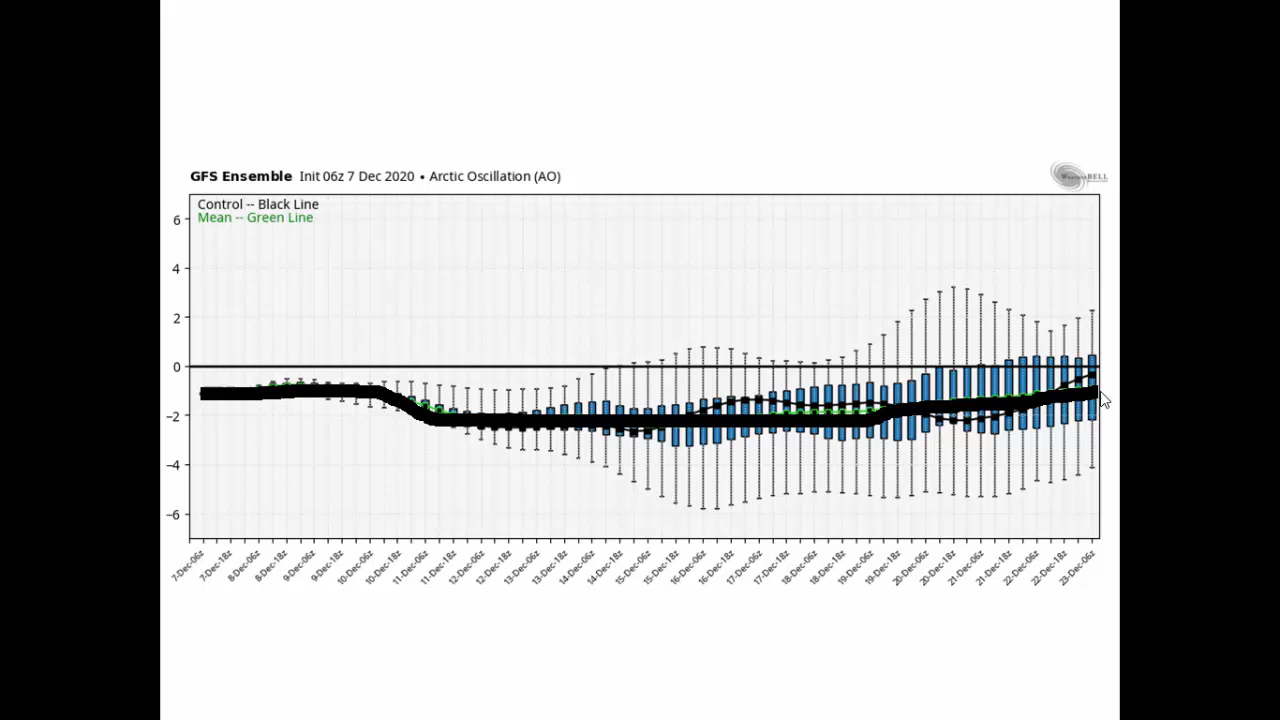 GFS Ensemble Init 06z 7 Dec 2020 • Arctic Oscillation (AO)
WeatherBELL
Control -- Black Line
Mean -- Green Line
6
4
2
0
−2
−4
−6
7-Dec-06z
7-Dec-18z
8-Dec-06z
8-Dec-18z
9-Dec-06z
9-Dec-18z
10-Dec-06z
10-Dec-18z
11-Dec-06z
11-Dec-18z
12-Dec-06z
12-Dec-18z
13-Dec-06z
13-Dec-18z
14-Dec-06z
14-Dec-18z
15-Dec-06z
15-Dec-18z
16-Dec-06z
16-Dec-18z
17-Dec-06z
17-Dec-18z
18-Dec-06z
18-Dec-18z
19-Dec-06z
19-Dec-18z
20-Dec-06z
20-Dec-18z
21-Dec-06z
21-Dec-18z
22-Dec-06z
22-Dec-18z
23-Dec-06z